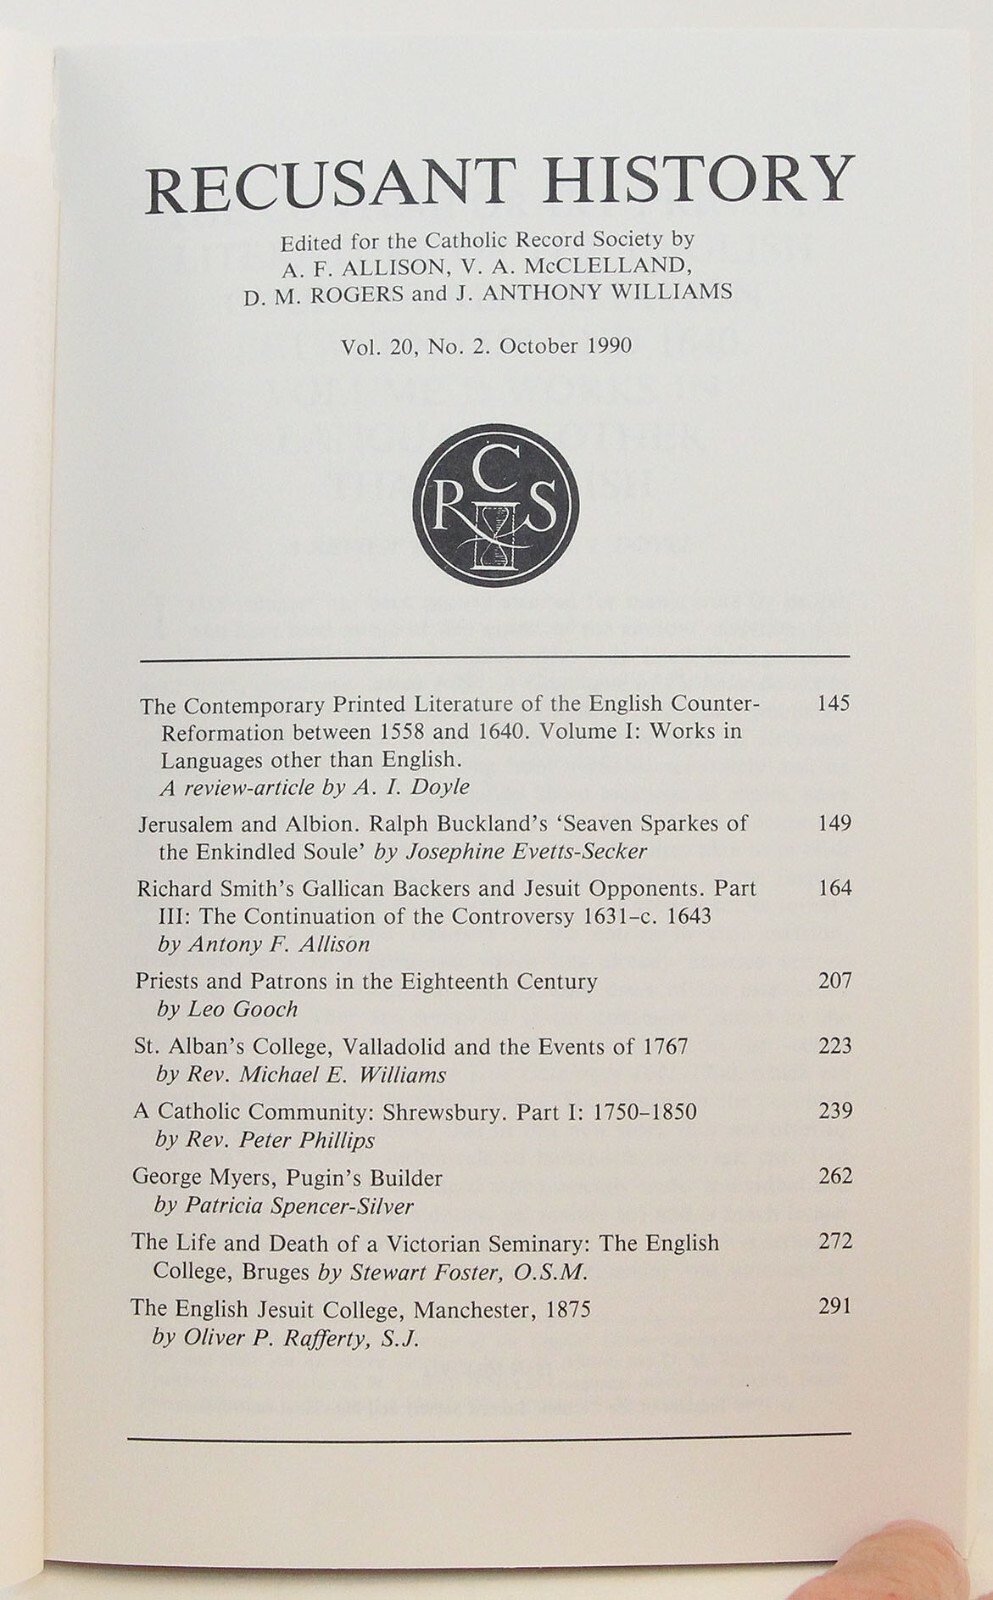 RECUSANT HISTORY
Edited for the Catholic Record Society by
A. F. ALLISON, V. A. McCLELLAND,
D. M. ROGERS and J. ANTHONY WILLIAMS
Vol. 20, No. 2. October 1990
C
R S
The Contemporary Printed Literature of the English Counter- 145
Reformation between 1558 and 1640. Volume I: Works in
Languages other than English.
A review-article by A. I. Doyle
Jerusalem and Albion. Ralph Buckland's ‘Seaven Sparkes of 149
the Enkindled Soule’ by Josephine Evetts-Secker
Richard Smith's Gallican Backers and Jesuit Opponents. Part 164
III: The Continuation of the Controversy 1631–c. 1643
by Antony F. Allison
Priests and Patrons in the Eighteenth Century 207
by Leo Gooch
St. Alban's College, Valladolid and the Events of 1767 223
by Rev. Michael E. Williams
A Catholic Community: Shrewsbury. Part I: 1750–1850 239
by Rev. Peter Phillips
George Myers, Pugin's Builder 262
by Patricia Spencer-Silver
The Life and Death of a Victorian Seminary: The English 272
College, Bruges by Stewart Foster, O.S.M.
The English Jesuit College, Manchester, 1875 291
by Oliver P. Rafferty, S.J.